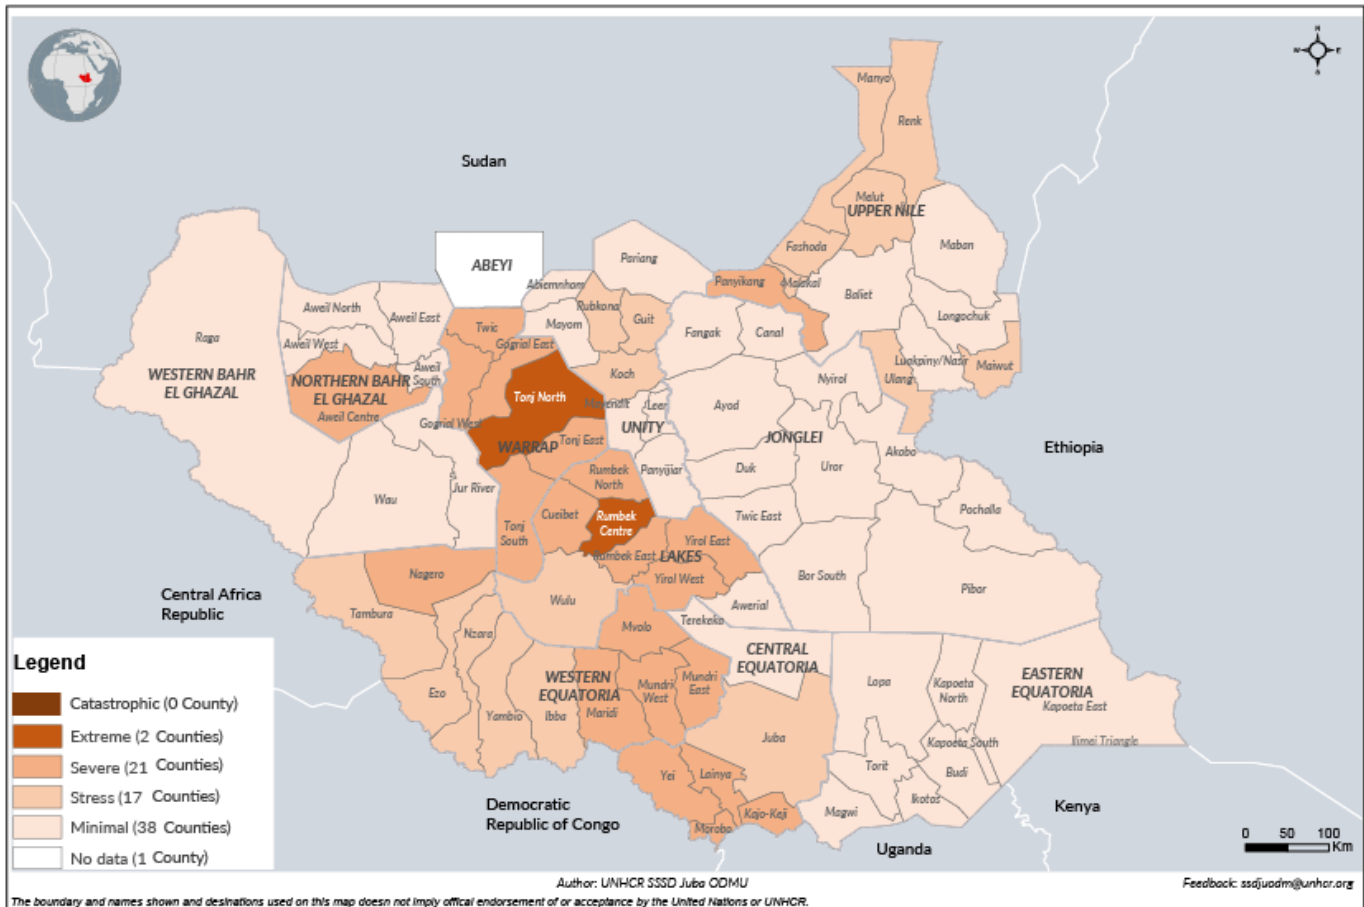 N
W E
S
Sudan
Manyo
Renk
Melut
UPPER NILE
Fashoda
Maban
Pariang
ABEYI
Abiemnhom
Panyikang
Malakal
Baliet
Rubkona
Guit
Mayom
Aweil North
Aweil East
Twic
Fangak
Canal
Longochuk
Raga
Aweil West
Gogrial East
Luakpiny/Nasir
Maiwut
WESTERN BAHR
EL GHAZAL
NORTHERN BAHR
EL GHAZAL
Aweil
South
Koch
Nyirol
Ulang
Aweil Centre
Tonj North
Mayendit
Leer
Ayod
Gogrial West
UNITY
WARRAP
Tonj East
JONGLEI
Ethiopia
Akobo
Rumbek
North
Panyijiar
Duk
Uror
Wau
Jur River
Cueibet
Rumbek
Centre
Twic East
Pochalla
Tonj
South
Rumbek East
LAKES
Yirol East
Nagero
Yirol West
Bor South
Pibor
Central Africa
Republic
Tambura
Wulu
Awerial
Terekeka
Nzara
Mvolo
CENTRAL
EQUATORIA
EASTERN
EQUATORIA
Kapoeta East
WESTERN
EQUATORIA
Mundri
West
Mundri
East
Lopa
Kapoeta
North
Ezo
Yambio
Ibba
Maridi
Juba
Kapoeta South
Ilimei Triangle
Yei
Lainya
Torit
Budi
Ikotos
Morobo
Kajo-Keji
Magwi
Democratic
Republic of Congo
Kenya
Uganda
Legend
Catastrophic (0 County)
Extreme (2 Counties)
Severe (21 Counties)
Stress (17 Counties)
Minimal (38 Counties)
No data (1 County)
0 50 100
Km
Author: UNHCR SSSD Juba ODMU
Feedback: ssdjuodm@unhcr.org
The boundary and names shown and desinations used on this map doesn not imply offical endorsement of or acceptance by the United Nations or UNHCR.